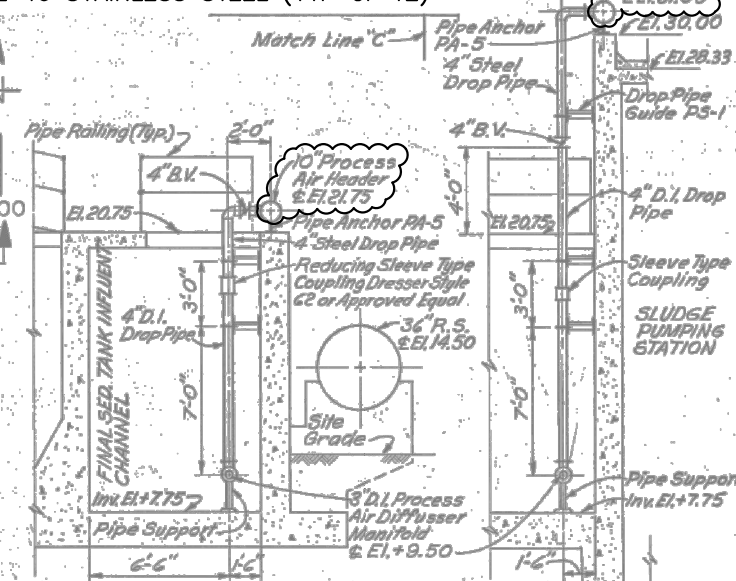 Match Line "C"
Pipe Anchor
PA-5
El. 30.00
El.28.33
4" Steel
Drop Pipe
Drop Pipe
Guide PS-1
4" B.V.
Pipe Railing (Typ.)
2'-0"
4" B.V.
10" Process
Air Header
℄ El. 21.75
4'-0"
4" D.I. Drop
Pipe
El. 20.75
El. 20.75
Pipe Anchor PA-5
4" Steel Drop Pipe
Reducing Sleeve Type
Coupling Dresser Style
62 or Approved Equal
Sleeve Type
Coupling
3'-0"
3'-0"
4" D.I.
Drop Pipe
36" R.S.
℄ El. 14.50
SLUDGE
PUMPING
STATION
FINAL SED. TANK INFLUENT
CHANNEL
7'-0"
7'-0"
Site
Grade
Inv. El. +7.75
Pipe Support
3" D.I. Process
Air Diffusser
Manifold
℄ El. +9.50
Pipe Support
Inv. El. +7.75
6'-6"
1'-6"
1'-6"